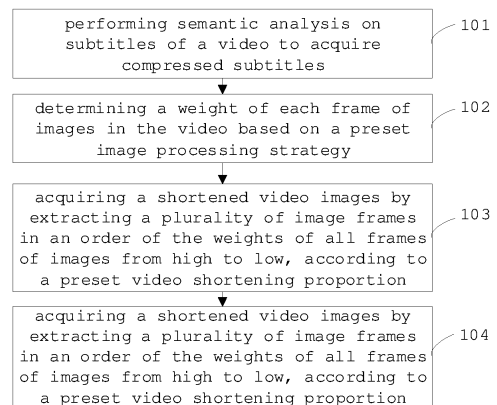 performing semantic analysis on
subtitles of a video to acquire
compressed subtitles
101
determining a weight of each frame of
images in the video based on a preset
image processing strategy
102
acquiring a shortened video images by
extracting a plurality of image frames
in an order of the weights of all frames
of images from high to low, according to
a preset video shortening proportion
103
acquiring a shortened video images by
extracting a plurality of image frames
in an order of the weights of all frames
of images from high to low, according to
a preset video shortening proportion
104